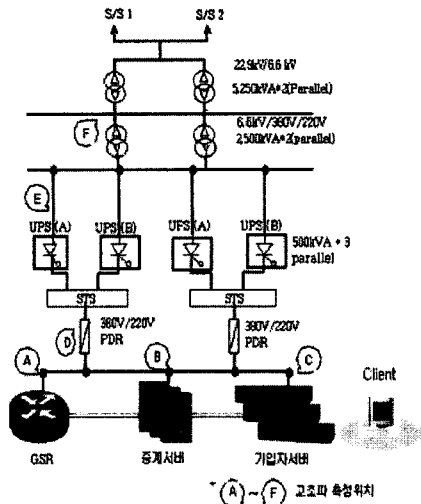 S/S 1 S/S 2
22.9kV/6.6 kV
5,250kVA*2(Parallel)
6.6kV/380V/220V
2,500kVA*2(parallel)
F
E
UPS(A) UPS(B) UPS(A) UPS(B)
500kVA * 3
parallel
STS STS
380V/220V
PDR
380V/220V
PDR
D
A B C
Client
GSR 중계서버 가입자서버
* A ~ F 고조파 측정위치